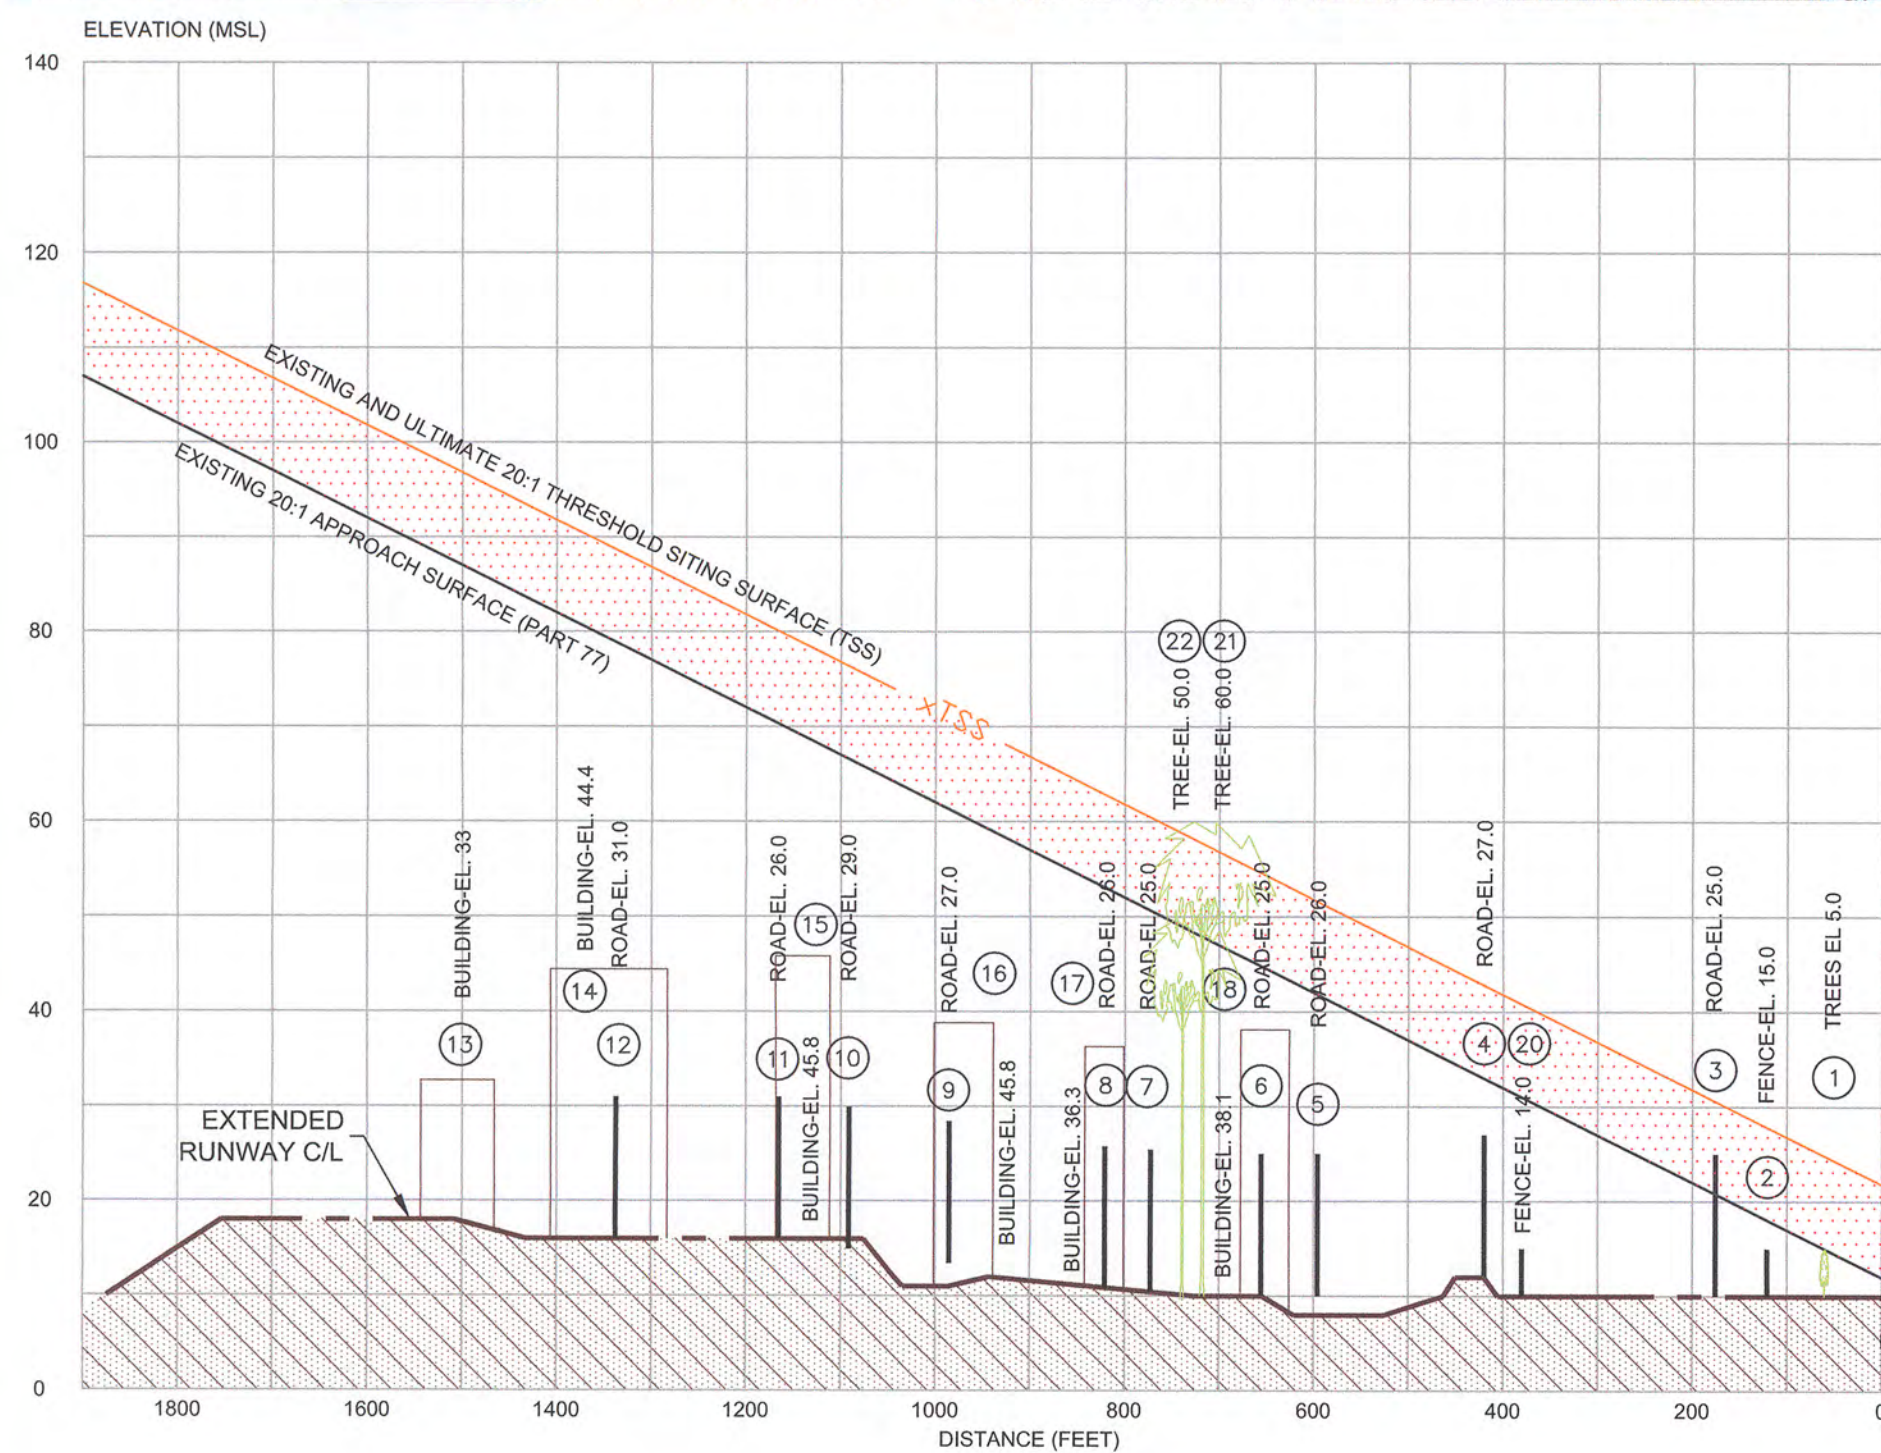 ELEVATION (MSL)
140
120
100
80
60
40
20
0
EXISTING AND ULTIMATE 20:1 THRESHOLD SITING SURFACE (TSS)
EXISTING 20:1 APPROACH SURFACE (PART 77)
xTSS
EXTENDED
RUNWAY C/L
BUILDING-EL. 33
13
BUILDING-EL. 44.4
ROAD-EL. 31.0
14
12
ROAD-EL. 26.0
15
ROAD-EL. 29.0
11
BUILDING-EL. 45.8
10
ROAD-EL. 27.0
9
16
BUILDING-EL. 45.8
17
BUILDING-EL. 36.3
ROAD-EL. 26.0
8
ROAD-EL. 25.0
7
22
21
TREE-EL. 50.0
TREE-EL. 60.0
18
BUILDING-EL. 38.1
ROAD-EL. 25.0
6
ROAD-EL. 26.0
5
ROAD-EL. 27.0
4
20
FENCE-EL. 14.0
ROAD-EL. 25.0
3
FENCE-EL. 15.0
2
TREES EL 5.0
1
1800
1600
1400
1200
1000
800
600
400
200
0
DISTANCE (FEET)